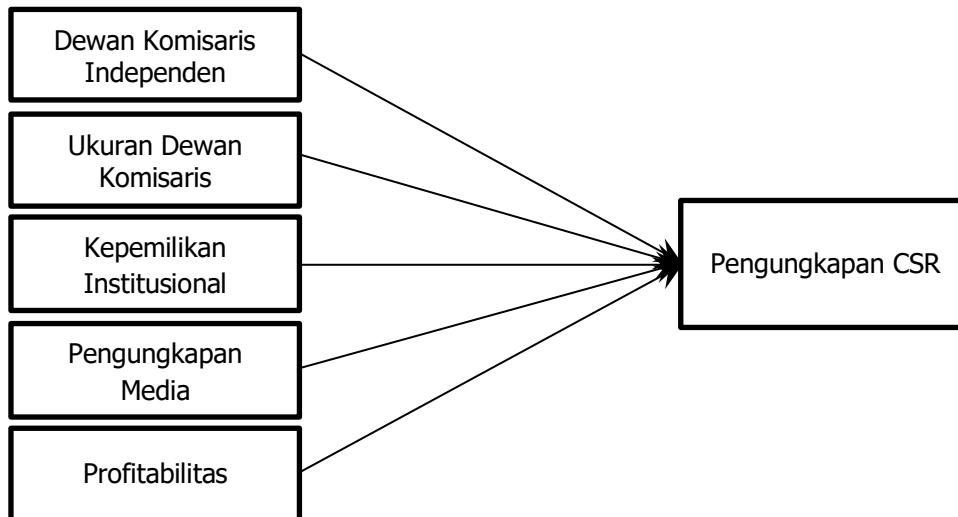 Dewan Komisaris
Independen
Ukuran Dewan
Komisaris
Kepemilikan
Institusional
Pengungkapan
Media
Profitabilitas
Pengungkapan CSR